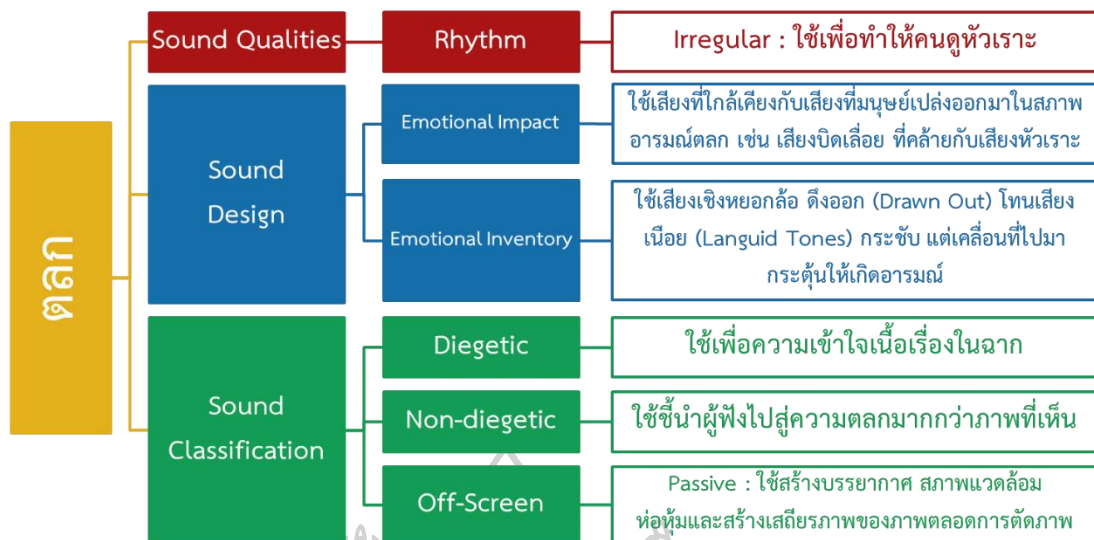 ตลก
Sound Qualities
Rhythm
Irregular : ใช้เพื่อทำให้คนดูหัวเราะ
Sound
Design
Emotional Impact
ใช้เสียงที่ใกล้เคียงกับเสียงที่มนุษย์เปล่งออกมาในสภาพ
อารมณ์ตลก เช่น เสียงบิดเลื่อย ที่คล้ายกับเสียงหัวเราะ
Emotional Inventory
ใช้เสียงเชิงหยอกล้อ ดึงออก (Drawn Out) โทนเสียง
เนือย (Languid Tones) กระชับ แต่เคลื่อนที่ไปมา
กระตุ้นให้เกิดอารมณ์
Sound
Classification
Diegetic
ใช้เพื่อความเข้าใจเนื้อเรื่องในฉาก
Non-diegetic
ใช้ชี้นำผู้ฟังไปสู่ความตลกมากกว่าภาพที่เห็น
Off-Screen
Passive : ใช้สร้างบรรยากาศ สภาพแวดล้อม
ห่อหุ้มและสร้างเสถียรภาพของภาพตลอดการตัดภาพ